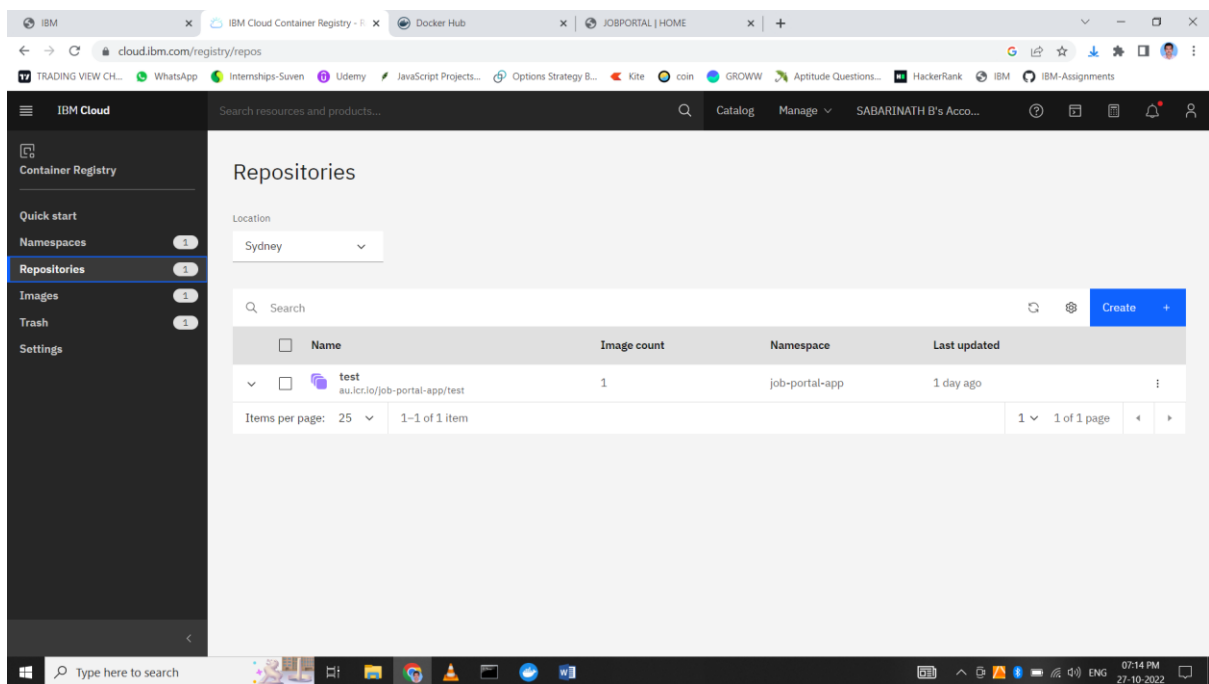 IBM
IBM Cloud Container Registry - R
Docker Hub
JOBPORTAL | HOME
cloud.ibm.com/registry/repos
TRADING VIEW CH... WhatsApp Internships-Suven Udemy JavaScript Projects... Options Strategy B... Kite coin GROWW Aptitude Questions... HackerRank IBM IBM-Assignments
IBM Cloud
Search resources and products...
Catalog Manage SABARINATH B's Acco...
Container Registry
Quick start
Namespaces 1
Repositories 1
Images 1
Trash 1
Settings
Repositories
Location
Sydney
Search
Create +
Name Image count Namespace Last updated
test 1 job-portal-app 1 day ago
au.icr.io/job-portal-app/test
Items per page: 25 1–1 of 1 item 1 1 of 1 page
Type here to search
ENG
07:14 PM
27-10-2022